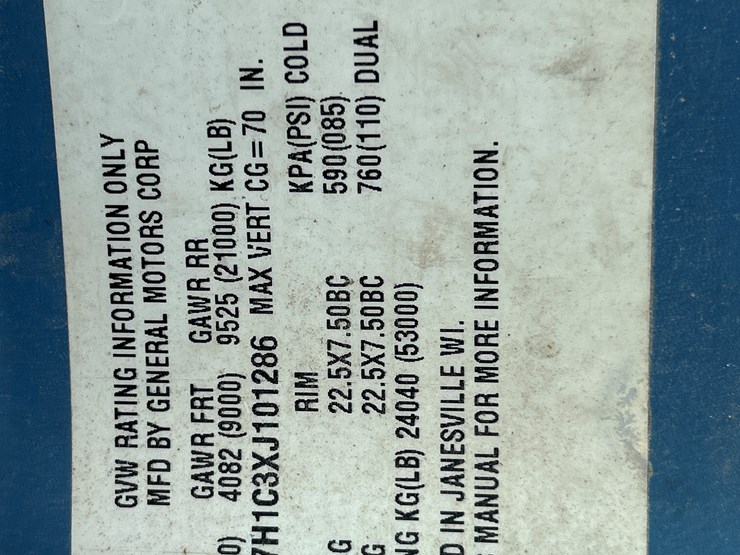 GVW RATING INFORMATION ONLY
MFD BY GENERAL MOTORS CORP
GAWR FRT GAWR RR
0) 4082 (9000) 9525 (21000) KG(LB)
7H1C3XJ101286 MAX VERT CG=70 IN.
RIM KPA(PSI) COLD
G 22.5X7.50BC 590(085)
G 22.5X7.50BC 760(110) DUAL
NG KG(LB) 24040 (53000)
D IN JANESVILLE WI.
MANUAL FOR MORE INFORMATION.